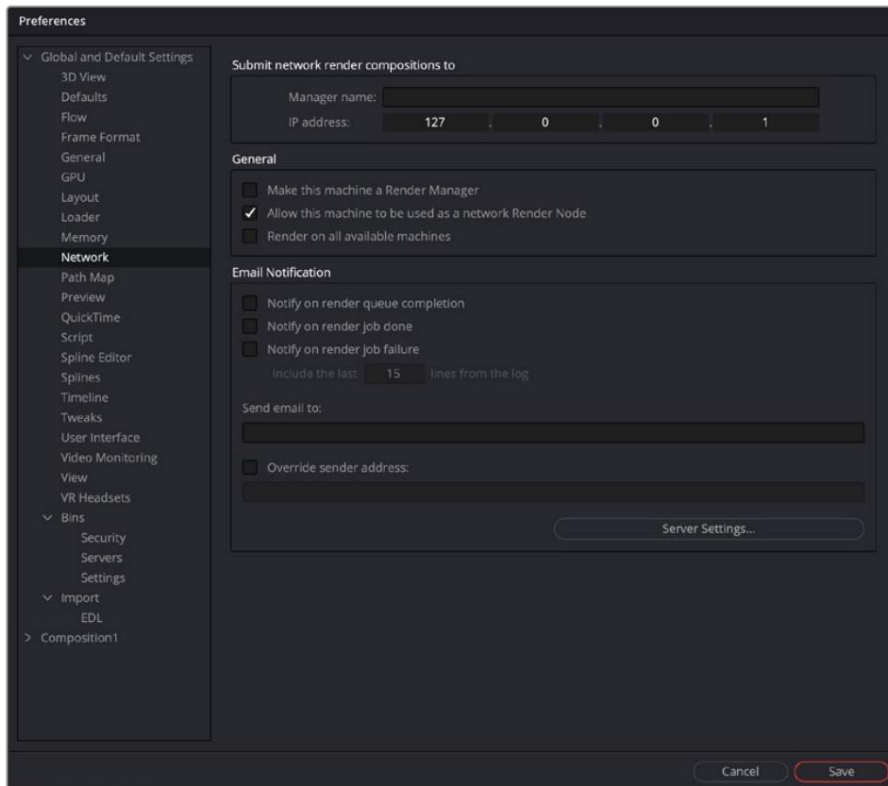 Preferences
Global and Default Settings
3D View
Defaults
Flow
Frame Format
General
GPU
Layout
Loader
Memory
Network
Path Map
Preview
QuickTime
Script
Spline Editor
Splines
Timeline
Tweaks
User Interface
Video Monitoring
View
VR Headsets
Bins
Security
Servers
Settings
Import
EDL
Composition1
Submit network render compositions to
Manager name:
IP address: 127 . 0 . 0 . 1
General
Make this machine a Render Manager
Allow this machine to be used as a network Render Node
Render on all available machines
Email Notification
Notify on render queue completion
Notify on render job done
Notify on render job failure
Include the last 15 lines from the log
Send email to:
Override sender address:
Server Settings...
Cancel Save